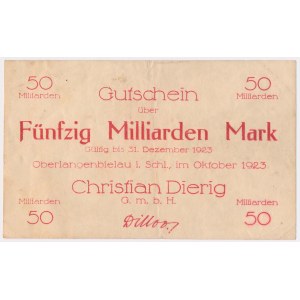 50 Gutschein 50
Milliarden über Milliarden
Fünfzig Milliarden Mark
Gültig bis 31. Dezember 1923
Oberlangenbielau i. Schl., im Oktober 1923
Christian Dierig
Milliarden G. m. b. H. Milliarden
50 50